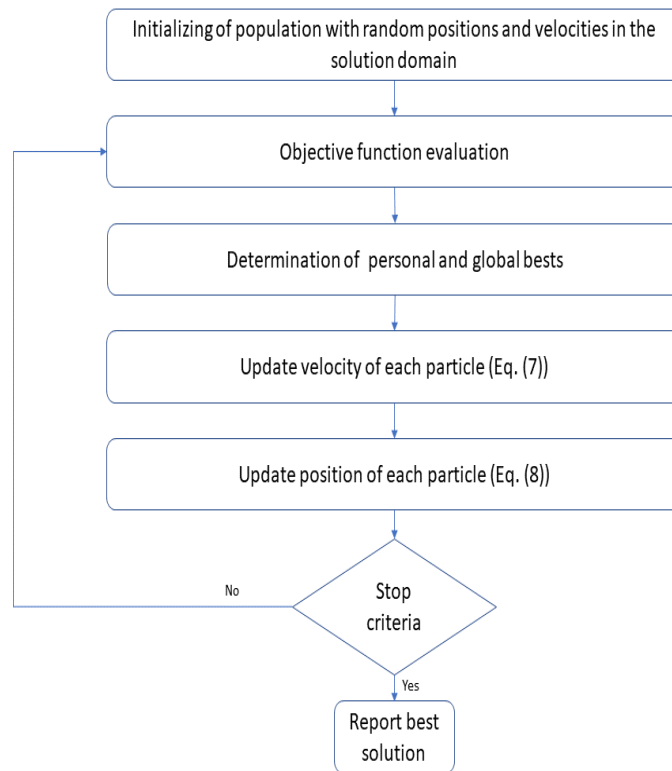 Initializing of population with random positions and velocities in the
solution domain
Objective function evaluation
Determination of personal and global bests
Update velocity of each particle (Eq. (7))
Update position of each particle (Eq. (8))
Stop
criteria
No
Yes
Report best
solution